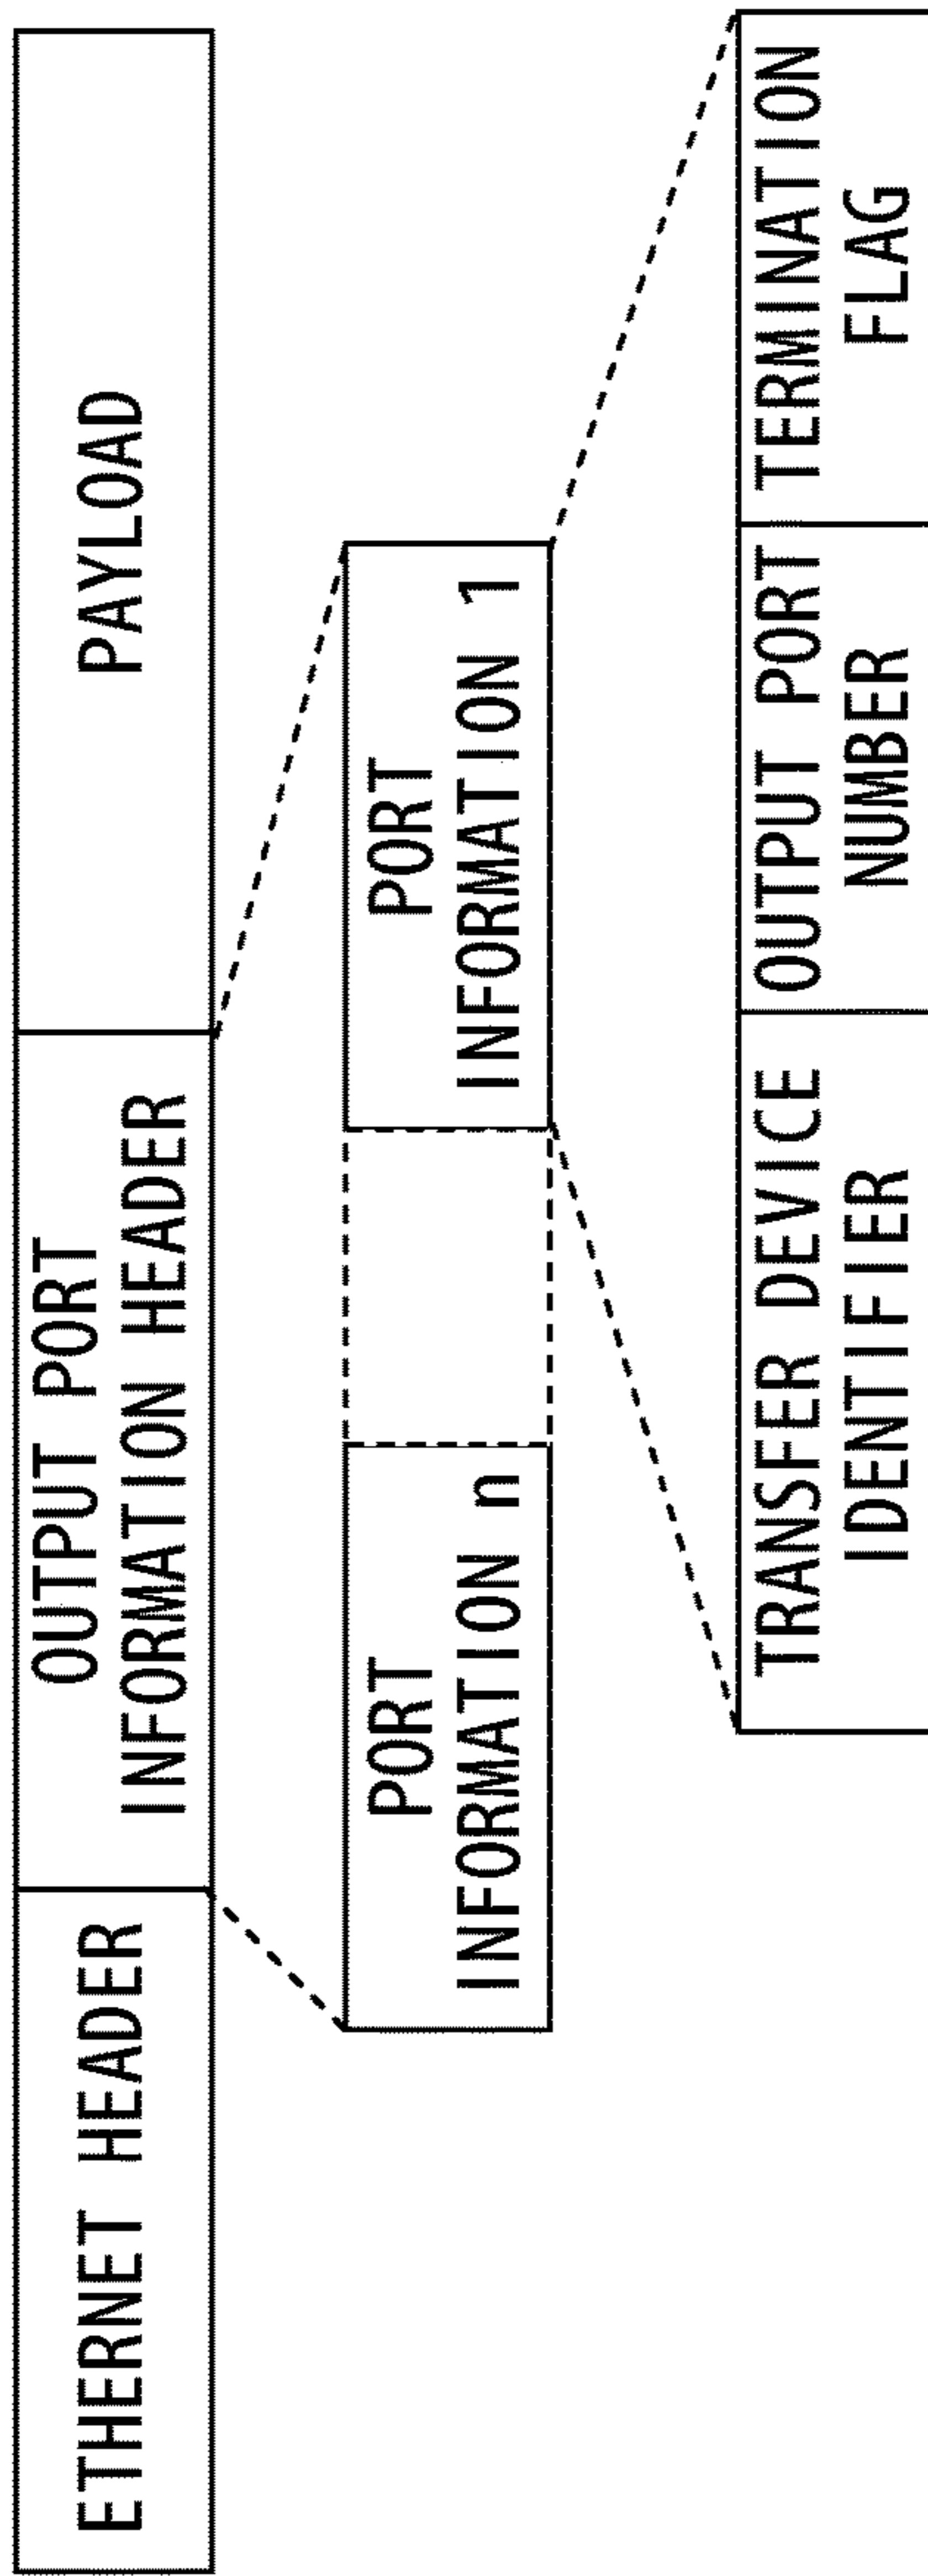 ETHERNET HEADER
OUTPUT PORT
INFORMATION HEADER
PAYLOAD
PORT
INFORMATION n
PORT
INFORMATION 1
TRANSFER DEVICE
IDENTIFIER
OUTPUT PORT
NUMBER
TERMINATION
FLAG